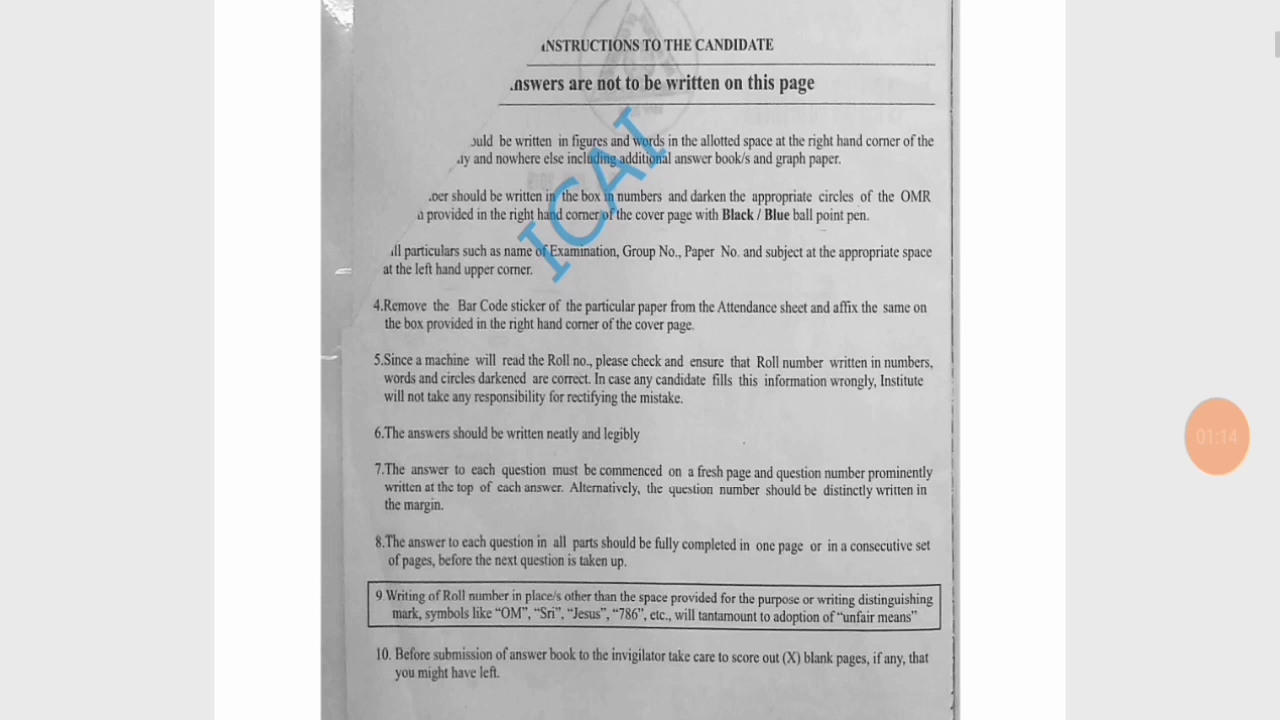 INSTRUCTIONS TO THE CANDIDATE
nswers are not to be written on this page
ould be written in figures and words in the allotted space at the right hand corner of the
ly and nowhere else including additional answer book/s and graph paper.
ber should be written in the box in numbers and darken the appropriate circles of the OMR
provided in the right hand corner of the cover page with Black / Blue ball point pen.
ll particulars such as name of Examination, Group No., Paper No. and subject at the appropriate space
at the left hand upper corner.
4.Remove the Bar Code sticker of the particular paper from the Attendance sheet and affix the same on
the box provided in the right hand corner of the cover page.
5.Since a machine will read the Roll no., please check and ensure that Roll number written in numbers,
words and circles darkened are correct. In case any candidate fills this information wrongly, Institute
will not take any responsibility for rectifying the mistake.
6.The answers should be written neatly and legibly
7.The answer to each question must be commenced on a fresh page and question number prominently
written at the top of each answer. Alternatively, the question number should be distinctly written in
the margin.
8.The answer to each question in all parts should be fully completed in one page or in a consecutive set
of pages, before the next question is taken up.
9.Writing of Roll number in place/s other than the space provided for the purpose or writing distinguishing
mark, symbols like “OM”, “Sri”, “Jesus”, “786”, etc., will tantamount to adoption of “unfair means”
10. Before submission of answer book to the invigilator take care to score out (X) blank pages, if any, that
you might have left.
ICAI
01:14